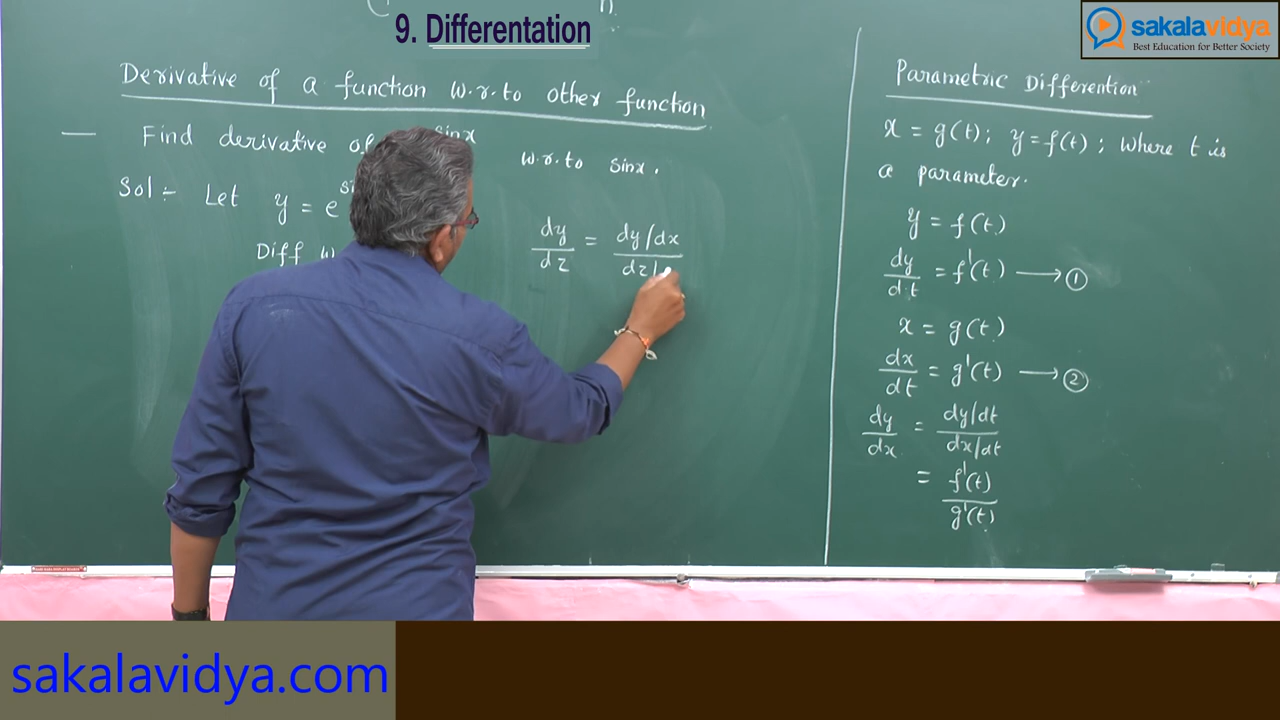 9. Differentation
sakalavidya
Best Education for Better Society
Derivative of a function w.r.to other function
— Find derivative of sinx
w.r.to sinx.
Sol :- Let y = e
Diff w
dy/dz = dy/dx / dz/
Parametric Differention
x = g(t); y = f(t); where t is
a parameter.
y = f(t)
dy/dt = f'(t) → ①
x = g(t)
dx/dt = g'(t) → ②
dy/dx = dy/dt / dx/dt
= f'(t) / g'(t)
sakalavidya.com